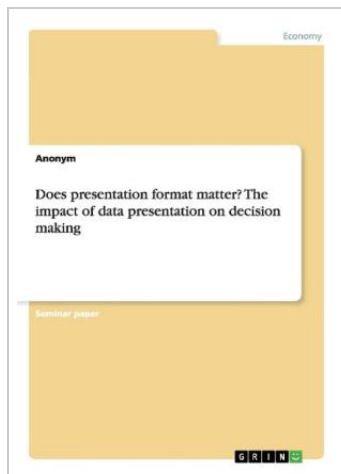 Economy
Anonym
Does presentation format matter? The
impact of data presentation on decision
making
Seminar paper
GRIN